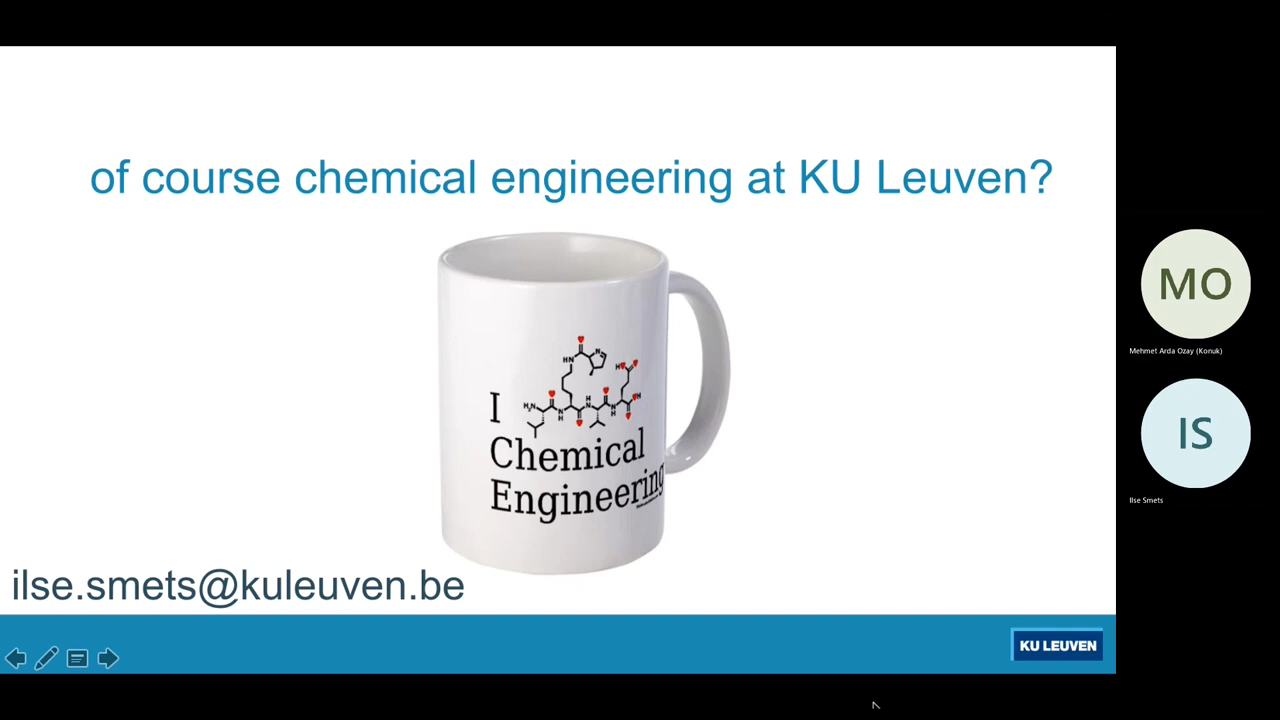 of course chemical engineering at KU Leuven?
I
Chemical
Engineering
ilse.smets@kuleuven.be
KU LEUVEN
MO
Mehmet Arda Ozay (Konuk)
IS
Ilse Smets